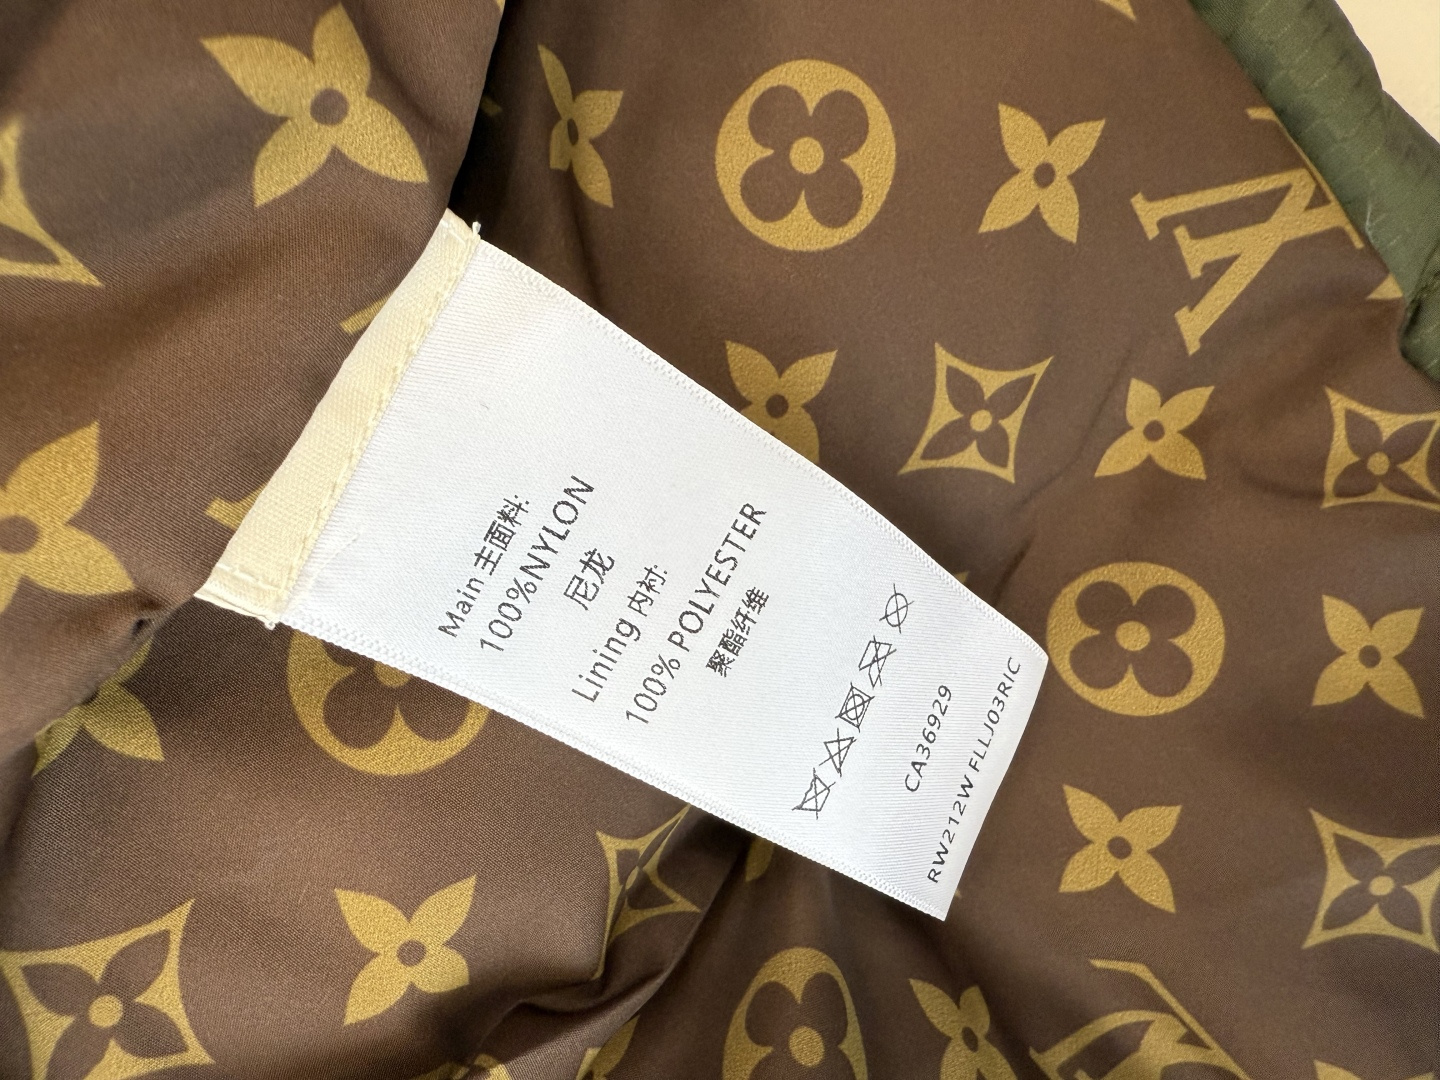 Main 主面料:
100%NYLON
尼龙
Lining 内衬:
100% POLYESTER
聚酯纤维
CA36929
RW212W FLLJ03RIC